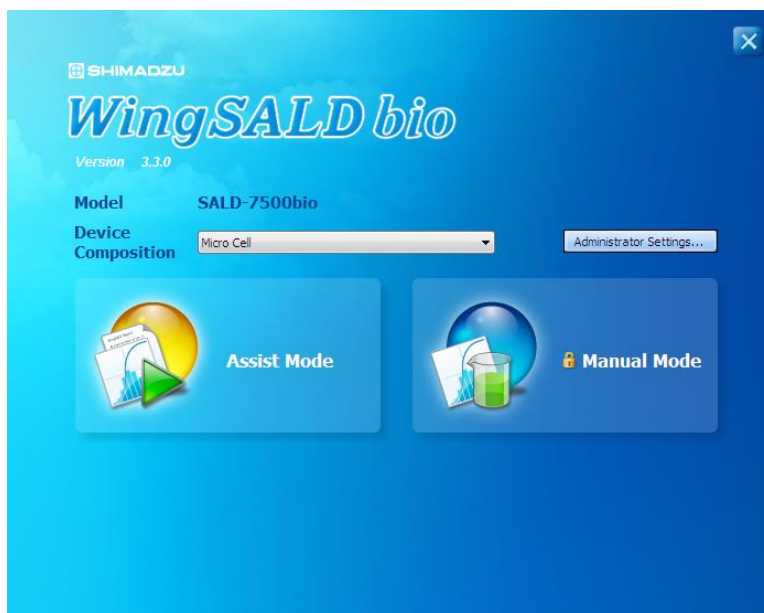 SHIMADZU
WingSALD bio
Version 3.3.0
Model SALD-7500bio
Device Composition Micro Cell
Administrator Settings...
Assist Mode
Manual Mode